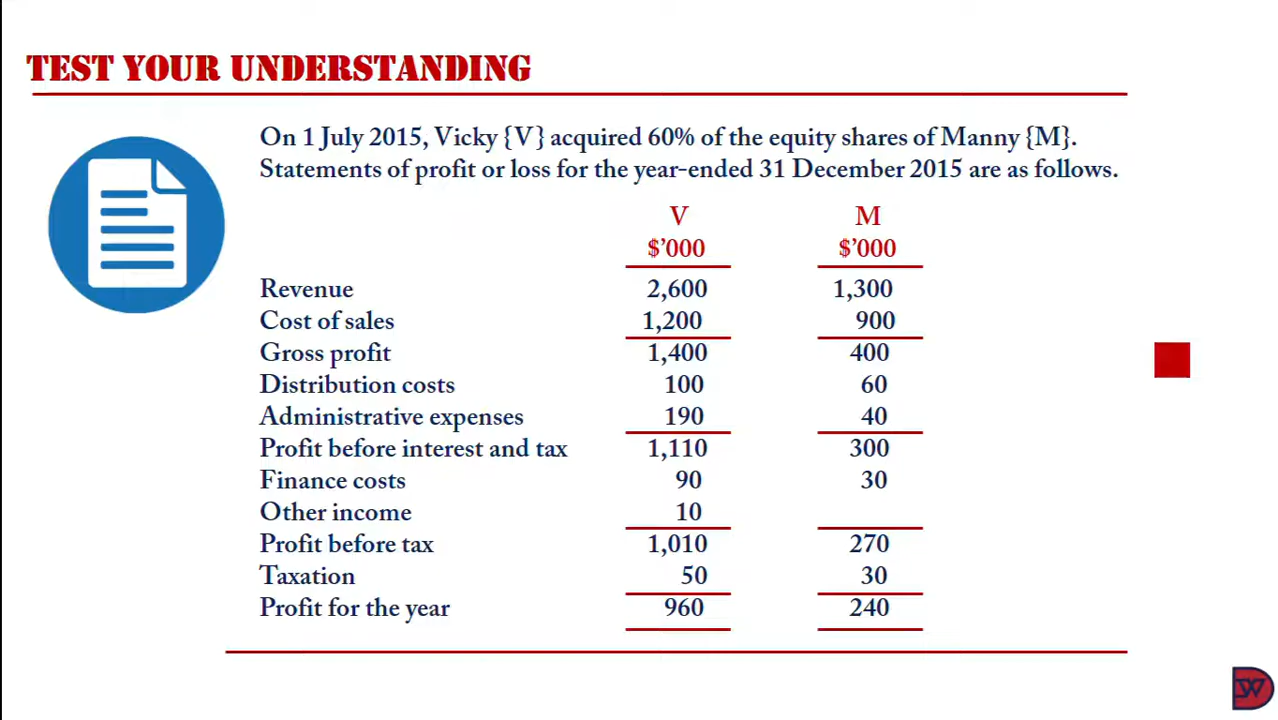 TEST YOUR UNDERSTANDING
On 1 July 2015, Vicky {V} acquired 60% of the equity shares of Manny {M}.
Statements of profit or loss for the year-ended 31 December 2015 are as follows.
V M
$’000 $’000
Revenue 2,600 1,300
Cost of sales 1,200 900
Gross profit 1,400 400
Distribution costs 100 60
Administrative expenses 190 40
Profit before interest and tax 1,110 300
Finance costs 90 30
Other income 10
Profit before tax 1,010 270
Taxation 50 30
Profit for the year 960 240
DW